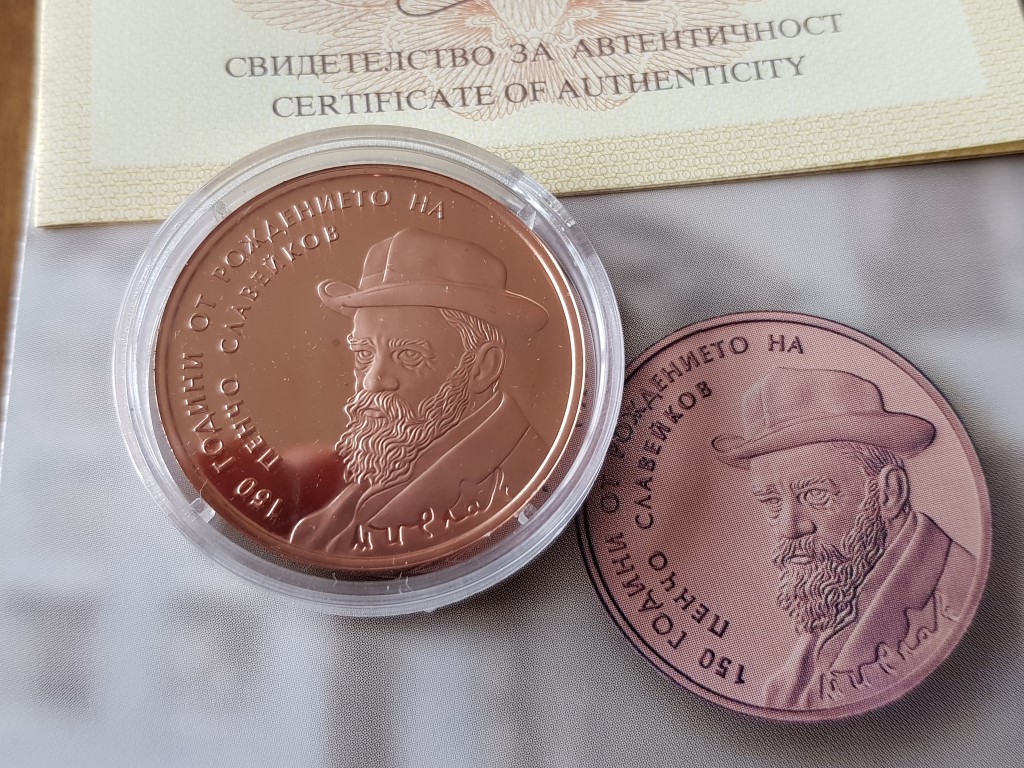 СВИДЕТЕЛСТВО ЗА АВТЕНТИЧНОСТ
CERTIFICATE OF AUTHENTICITY
150 ГОДИНИ ОТ РОЖДЕНИЕТО НА
ПЕНЧО СЛАВЕЙКОВ
150 ГОДИНИ ОТ РОЖДЕНИЕТО НА
ПЕНЧО СЛАВЕЙКОВ